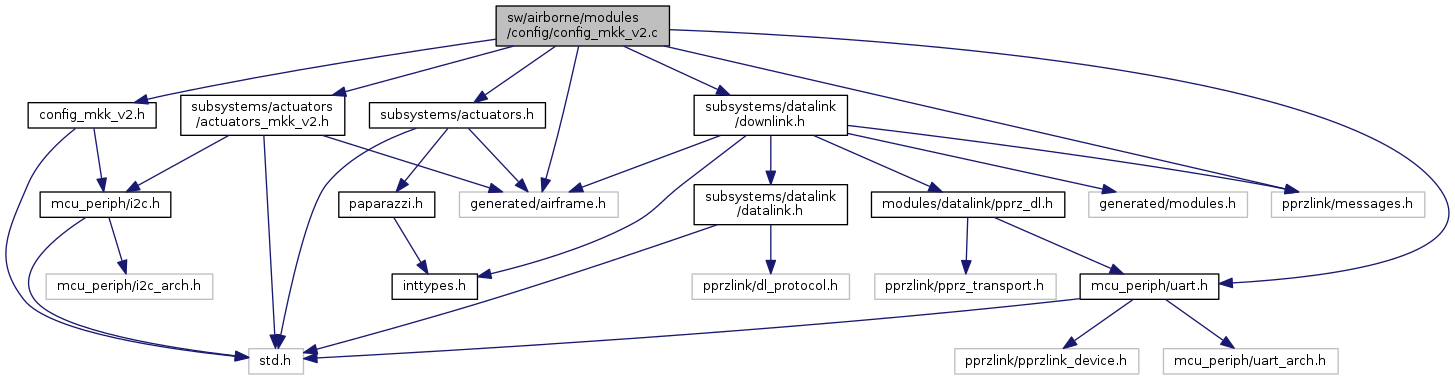 sw/airborne/modules
/config/config_mkk_v2.c
config_mkk_v2.h
subsystems/actuators
/actuators_mkk_v2.h
subsystems/actuators.h
subsystems/datalink
/downlink.h
mcu_periph/i2c.h
paparazzi.h
generated/airframe.h
subsystems/datalink
/datalink.h
modules/datalink/pprz_dl.h
generated/modules.h
pprzlink/messages.h
mcu_periph/i2c_arch.h
inttypes.h
pprzlink/dl_protocol.h
pprzlink/pprz_transport.h
mcu_periph/uart.h
std.h
pprzlink/pprzlink_device.h
mcu_periph/uart_arch.h